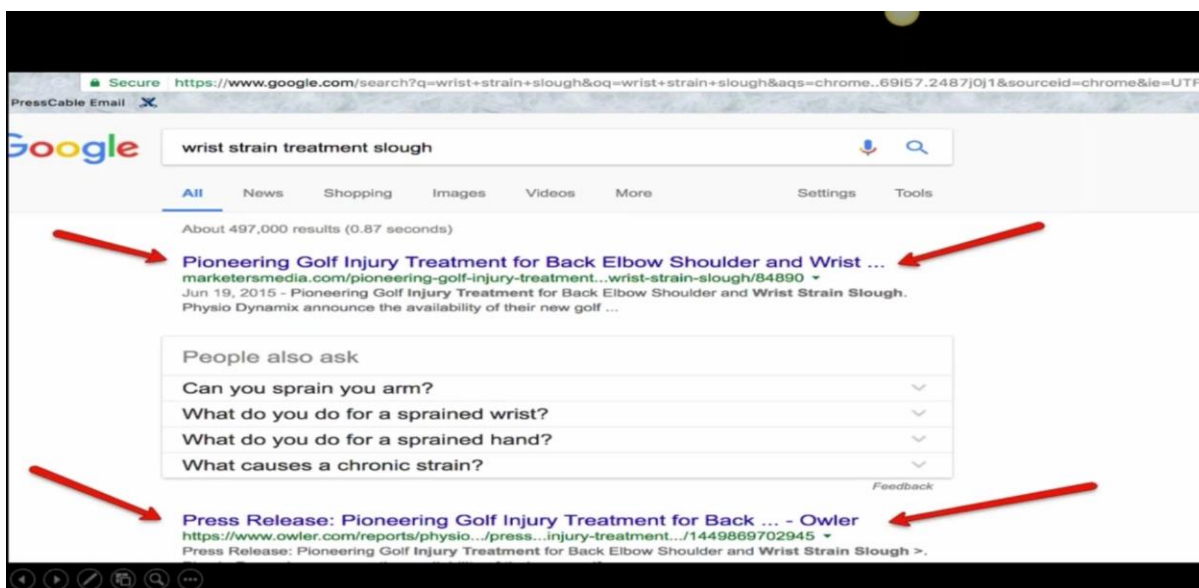 Secure https://www.google.com/search?q=wrist+strain+slough&oq=wrist+strain+slough&aqs=chrome..69i57.2487j0j1&sourceid=chrome&ie=UTF
PressCable Email
Google wrist strain treatment slough
All News Shopping Images Videos More Settings Tools
About 497,000 results (0.87 seconds)
Pioneering Golf Injury Treatment for Back Elbow Shoulder and Wrist ...
marketersmedia.com/pioneering-golf-injury-treatment...wrist-strain-slough/84890
Jun 19, 2015 - Pioneering Golf Injury Treatment for Back Elbow Shoulder and Wrist Strain Slough.
Physio Dynamix announce the availability of their new golf ...
People also ask
Can you sprain you arm?
What do you do for a sprained wrist?
What do you do for a sprained hand?
What causes a chronic strain?
Feedback
Press Release: Pioneering Golf Injury Treatment for Back ... - Owler
https://www.owler.com/reports/physio.../press...injury-treatment.../1449869702945
Press Release: Pioneering Golf Injury Treatment for Back Elbow Shoulder and Wrist Strain Slough >.